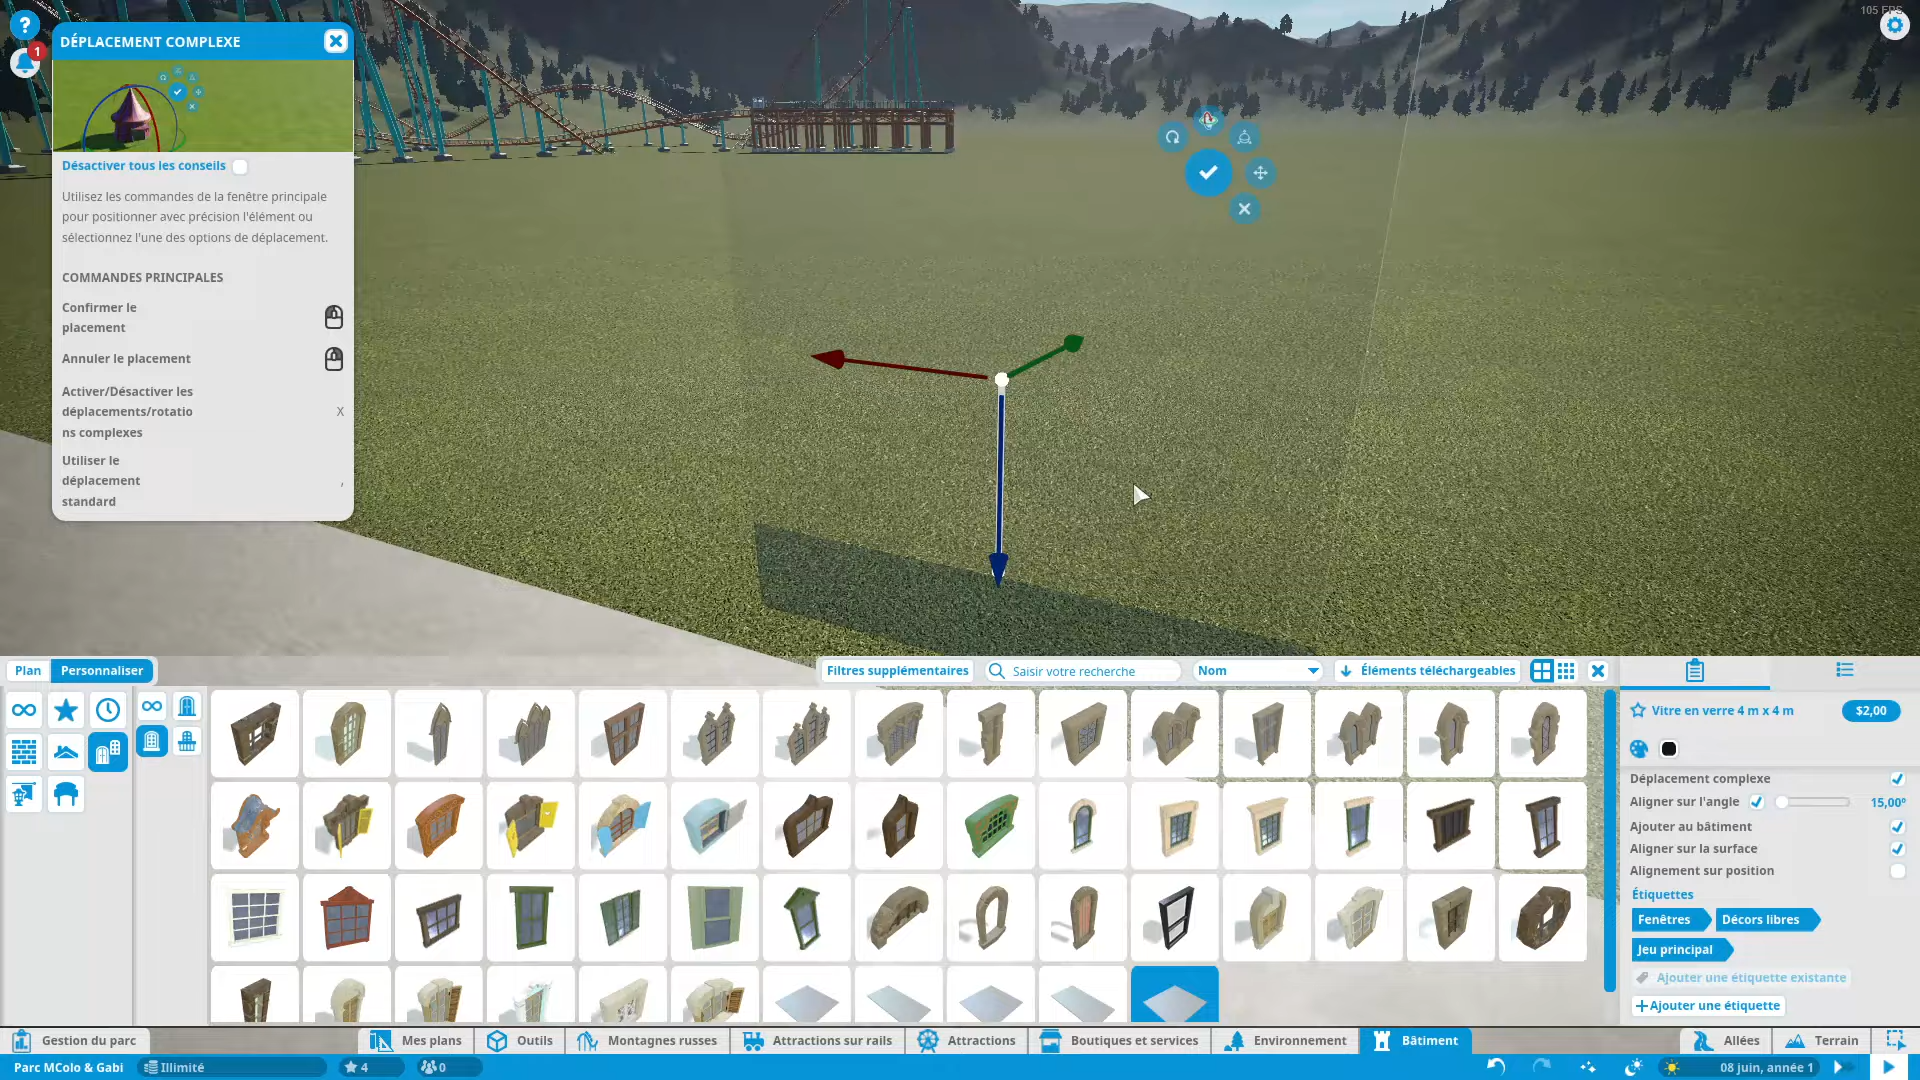 105 FPS
?
1
DÉPLACEMENT COMPLEXE
Désactiver tous les conseils
Utilisez les commandes de la fenêtre principale
pour positionner avec précision l'élément ou
sélectionnez l'une des options de déplacement.
COMMANDES PRINCIPALES
Confirmer le
placement
Annuler le placement
Activer/Désactiver les
déplacements/rotatio
ns complexes
X
Utiliser le
déplacement
standard
,
Plan
Personnaliser
Filtres supplémentaires
Saisir votre recherche
Nom
Éléments téléchargeables
Vitre en verre 4 m x 4 m
$2,00
Déplacement complexe
Aligner sur l'angle
15,00°
Ajouter au bâtiment
Aligner sur la surface
Alignement sur position
Étiquettes
Fenêtres
Décors libres
Jeu principal
Ajouter une étiquette existante
+Ajouter une étiquette
Gestion du parc
Mes plans
Outils
Montagnes russes
Attractions sur rails
Attractions
Boutiques et services
Environnement
Bâtiment
Allées
Terrain
Parc MColo & Gabi
Illimité
4
0
08 juin, année 1